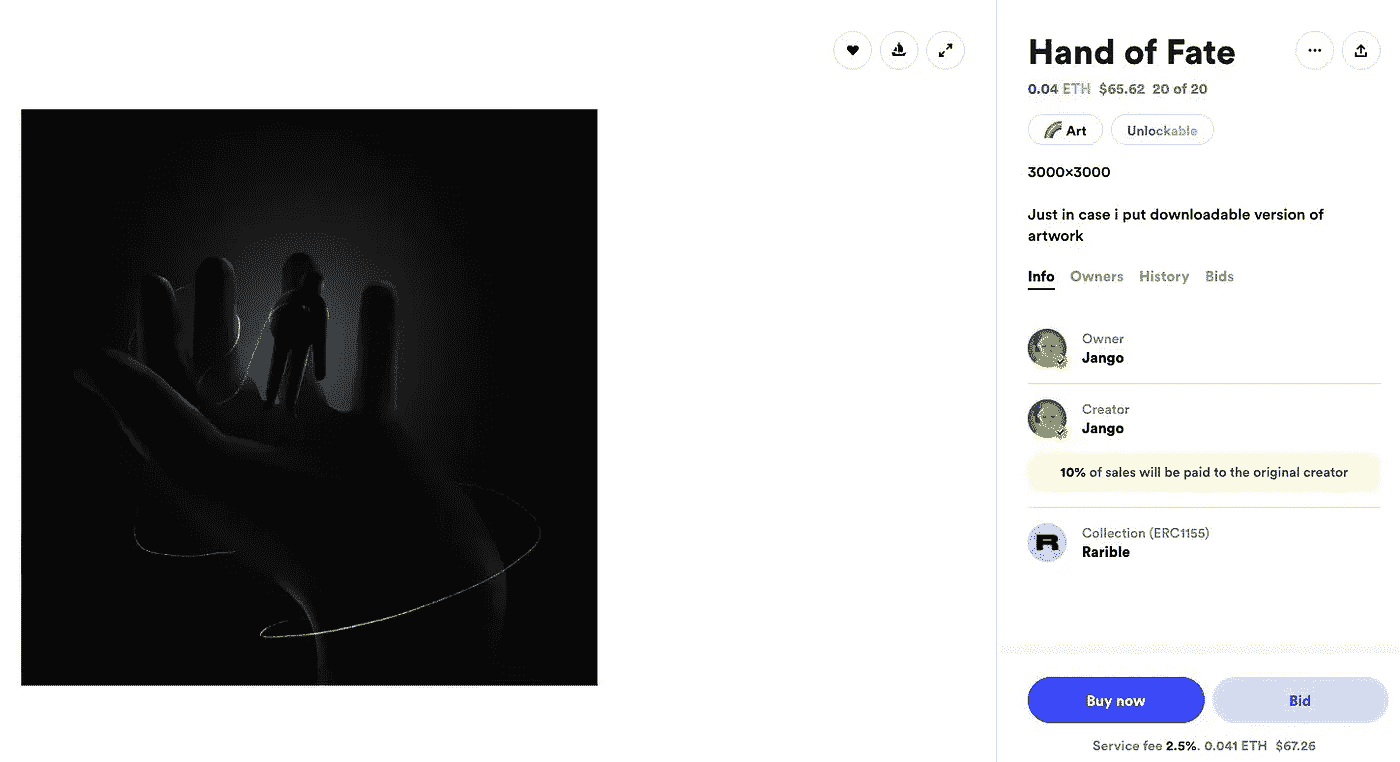 Hand of Fate
0.04 ETH $65.62 20 of 20
Art Unlockable
3000×3000
Just in case i put downloadable version of
artwork
Info Owners History Bids
Owner
Jango
Creator
Jango
10% of sales will be paid to the original creator
R
Collection (ERC1155)
Rarible
Buy now Bid
Service fee 2.5%. 0.041 ETH $67.26